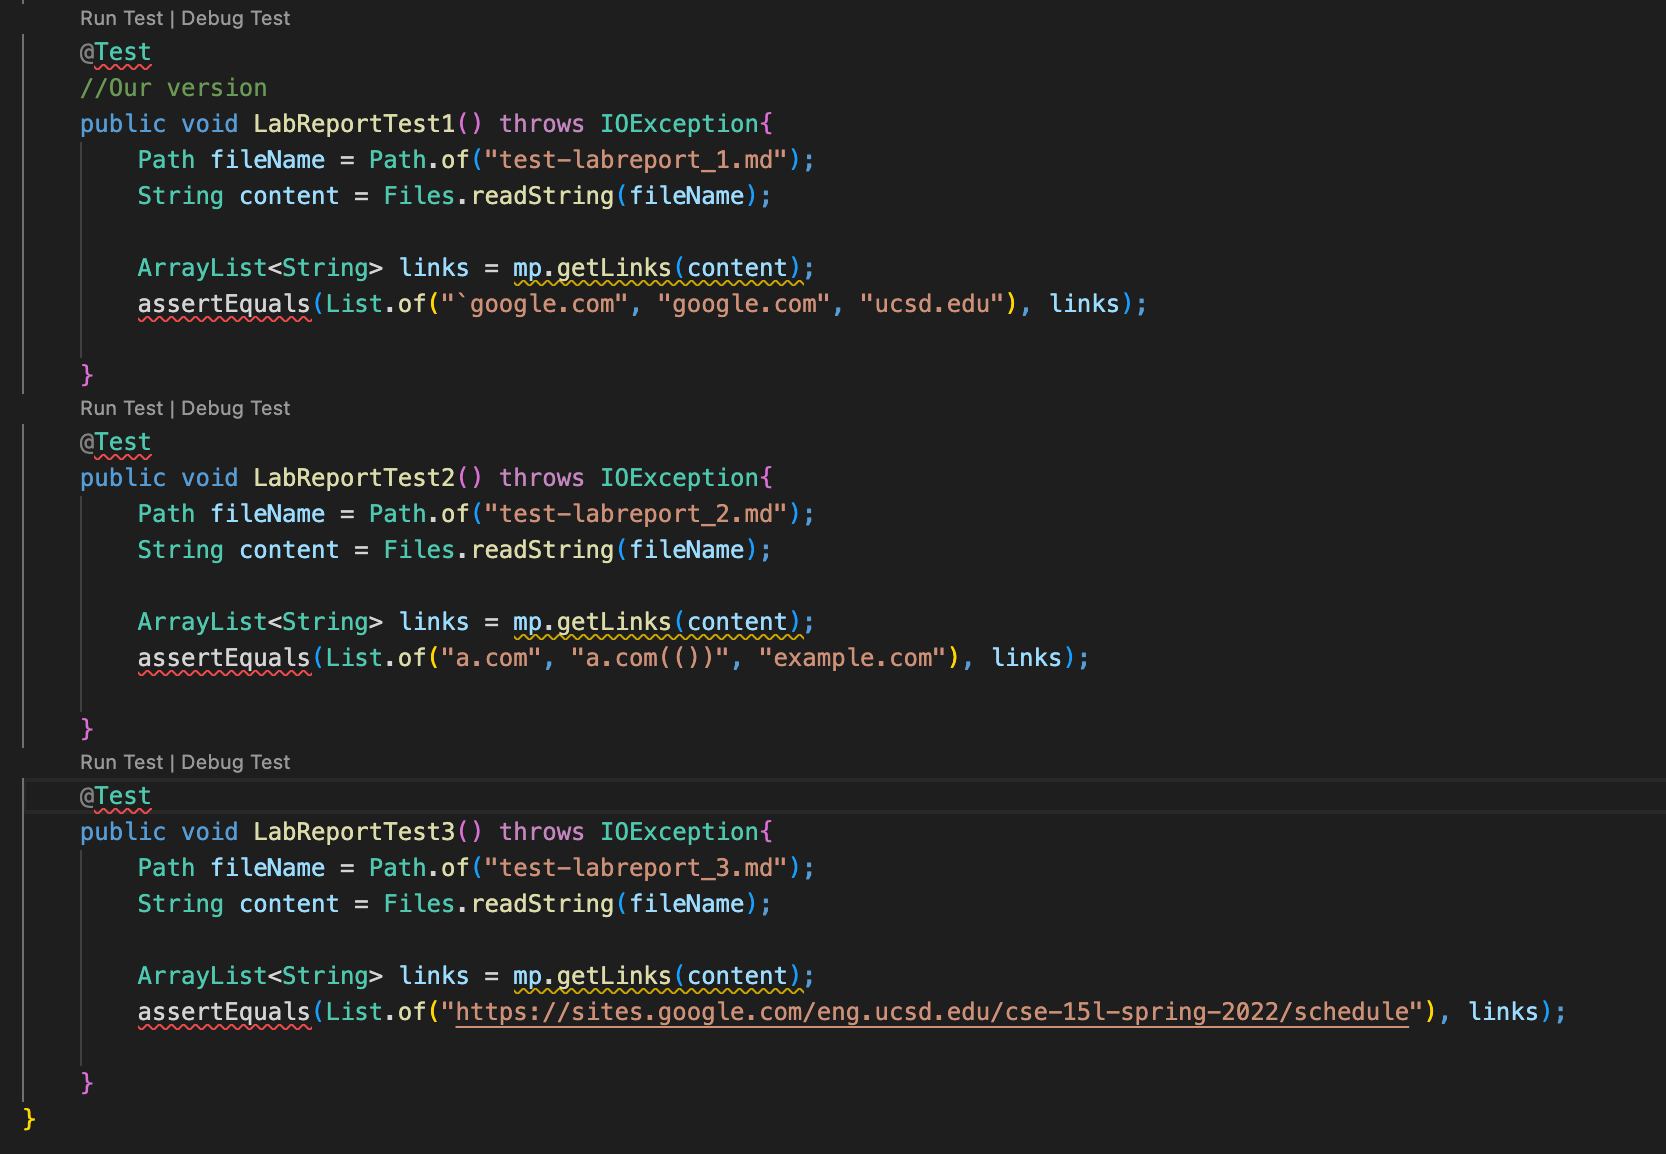 Run Test | Debug Test
@Test
//Our version
public void LabReportTest1() throws IOException{
Path fileName = Path.of("test-labreport_1.md");
String content = Files.readString(fileName);
ArrayList<String> links = mp.getLinks(content);
assertEquals(List.of("`google.com", "google.com", "ucsd.edu"), links);
}
Run Test | Debug Test
@Test
public void LabReportTest2() throws IOException{
Path fileName = Path.of("test-labreport_2.md");
String content = Files.readString(fileName);
ArrayList<String> links = mp.getLinks(content);
assertEquals(List.of("a.com", "a.com(())", "example.com"), links);
}
Run Test | Debug Test
@Test
public void LabReportTest3() throws IOException{
Path fileName = Path.of("test-labreport_3.md");
String content = Files.readString(fileName);
ArrayList<String> links = mp.getLinks(content);
assertEquals(List.of("https://sites.google.com/eng.ucsd.edu/cse-15l-spring-2022/schedule"), links);
}
}